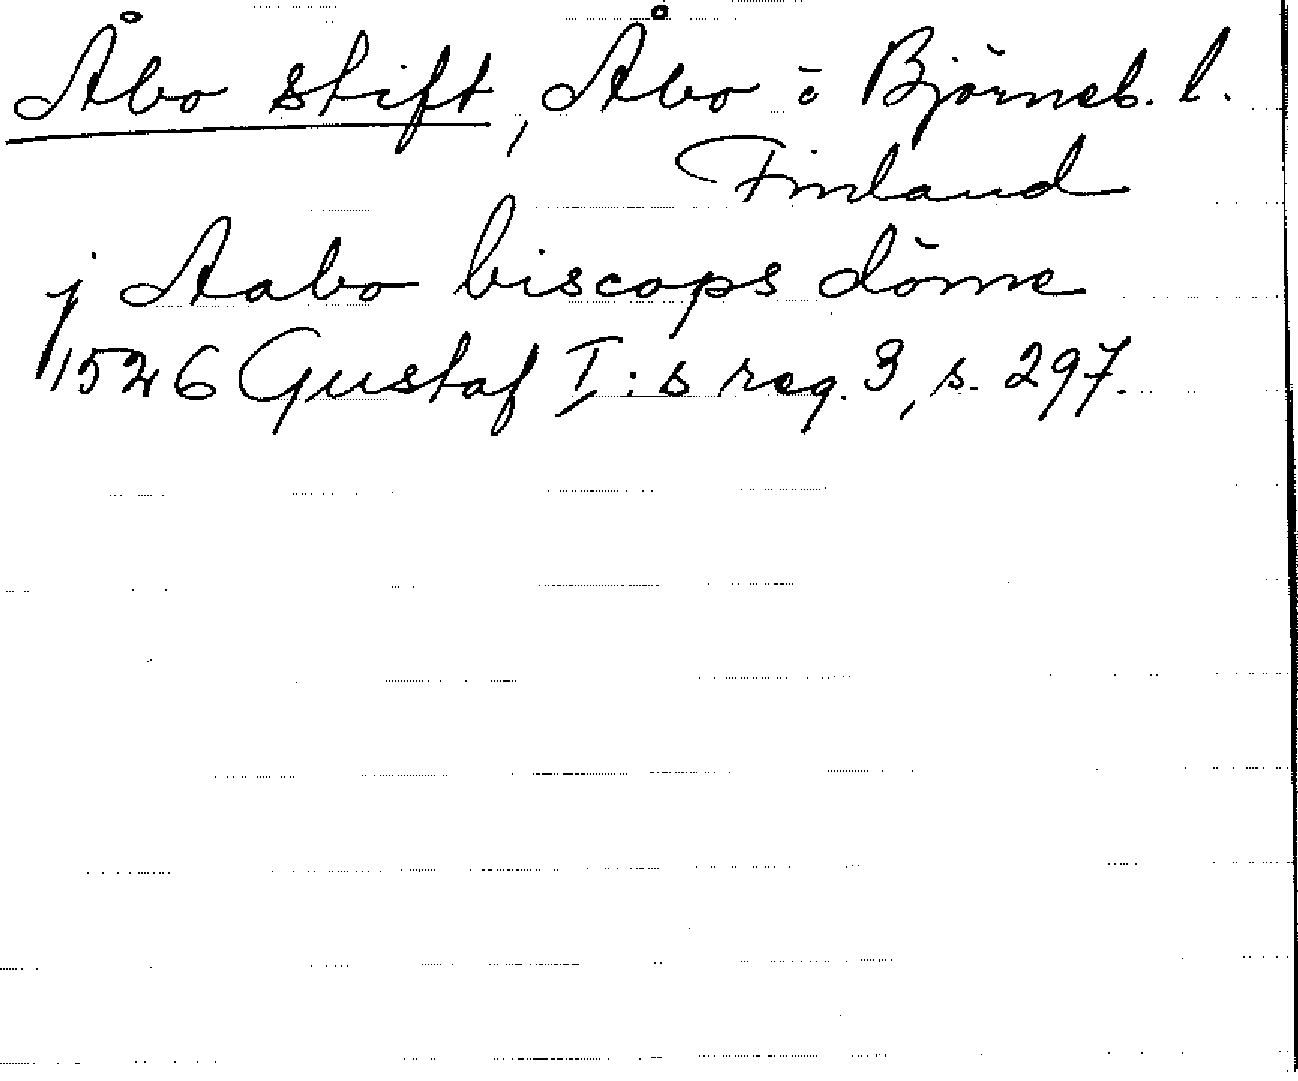 Åbo stift, Åbo ö Björneb. l.
Finland
j Aabo biscops döme
1526 Gustaf I:s reg. 3, s. 297.